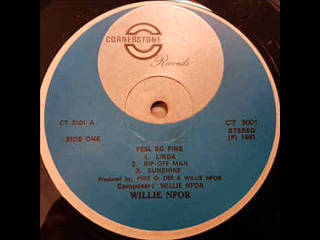 CORNERSTONE
Records
CT 3001 A
CT 3001
SIDE ONE
STEREO
(P) 1981
FEEL SO FINE
1. LINDA
2. RIP-OFF MAN
3. SUNSHINE
Produced by: MIKE O. DEE & WILLIE NFOR
Composer: WILLIE NFOR
WILLIE NFOR